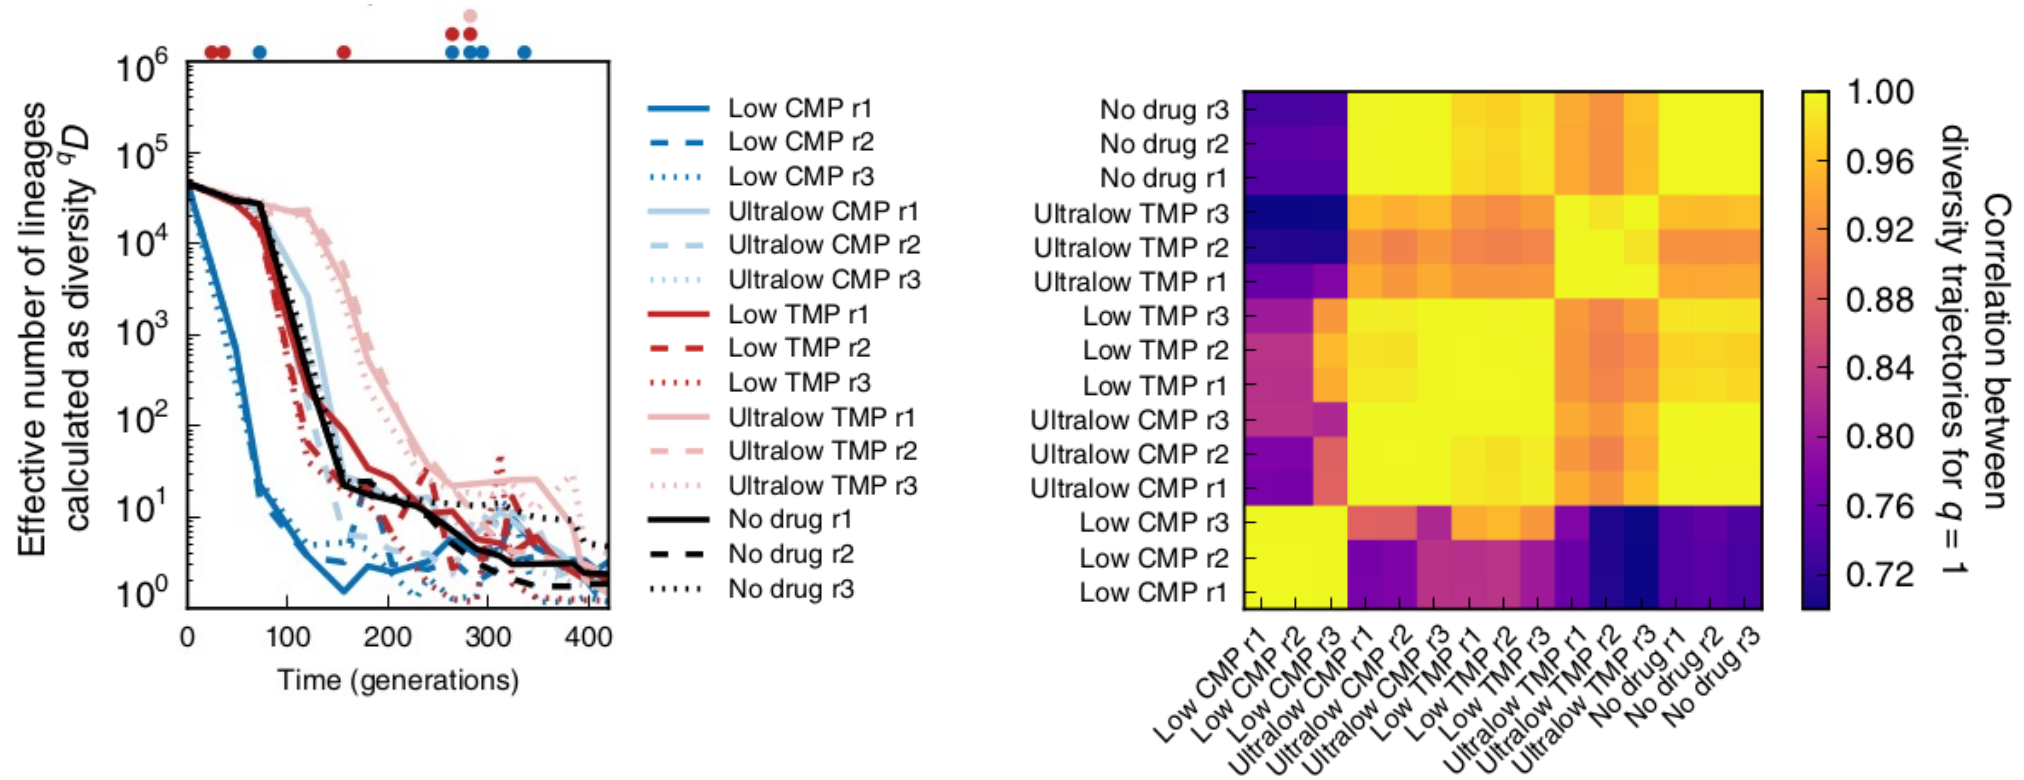 Effective number of lineages
calculated as diversity qD
10^6
10^5
10^4
10^3
10^2
10^1
10^0
0 100 200 300 400
Time (generations)
Low CMP r1
Low CMP r2
Low CMP r3
Ultralow CMP r1
Ultralow CMP r2
Ultralow CMP r3
Low TMP r1
Low TMP r2
Low TMP r3
Ultralow TMP r1
Ultralow TMP r2
Ultralow TMP r3
No drug r1
No drug r2
No drug r3
No drug r3
No drug r2
No drug r1
Ultralow TMP r3
Ultralow TMP r2
Ultralow TMP r1
Low TMP r3
Low TMP r2
Low TMP r1
Ultralow CMP r3
Ultralow CMP r2
Ultralow CMP r1
Low CMP r3
Low CMP r2
Low CMP r1
Low CMP r1
Low CMP r2
Low CMP r3
Ultralow CMP r1
Ultralow CMP r2
Ultralow CMP r3
Low TMP r1
Low TMP r2
Low TMP r3
Ultralow TMP r1
Ultralow TMP r2
Ultralow TMP r3
No drug r1
No drug r2
No drug r3
1.00
0.96
0.92
0.88
0.84
0.80
0.76
0.72
Correlation between
diversity trajectories for q = 1